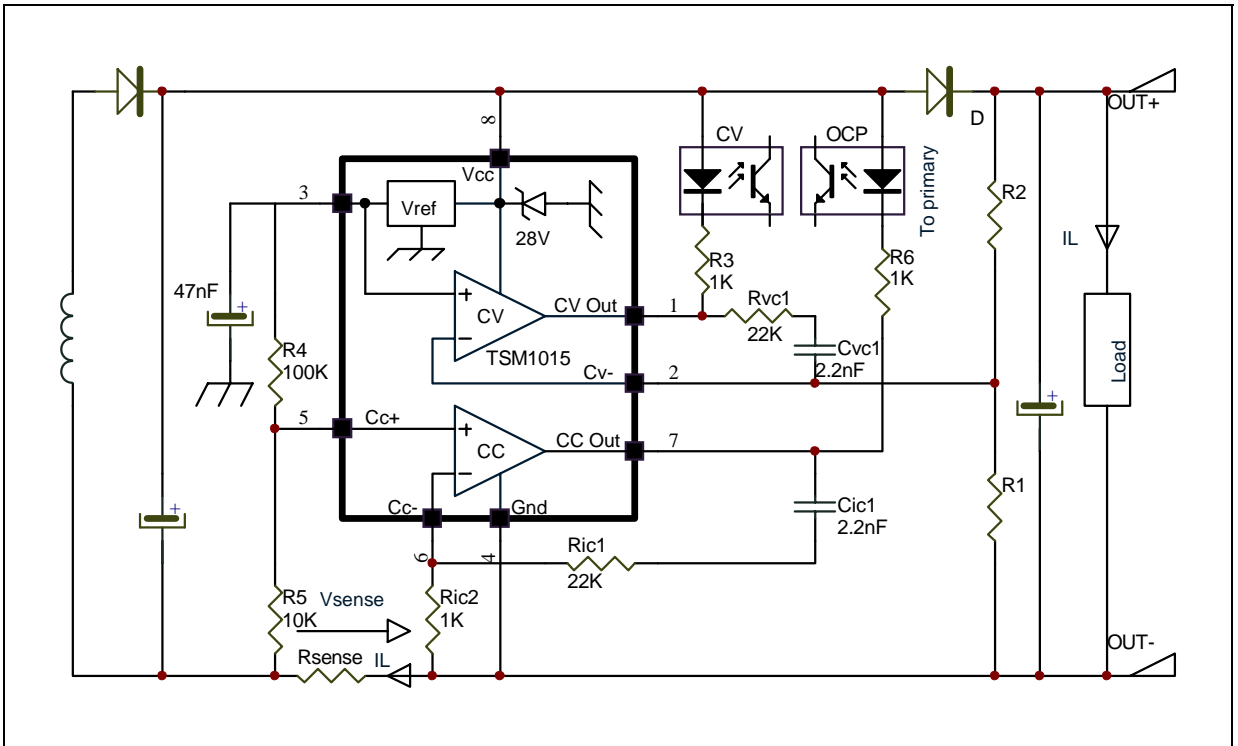 OUT+
8
D
CV
OCP
To primary
Vcc
3
Vref
28V
R2
IL
R3
1K
R6
1K
47nF
+
+
CV
CV Out
1
Rvc1
22K
−
TSM1015
Cvc1
2.2nF
R4
100K
Cv-
2
Load
+
5
Cc+
+
CC
CC Out
7
−
R1
+
Cc-
Gnd
Cic1
2.2nF
6
4
Ric1
22K
R5
10K
Vsense
Ric2
1K
Rsense
IL
OUT-